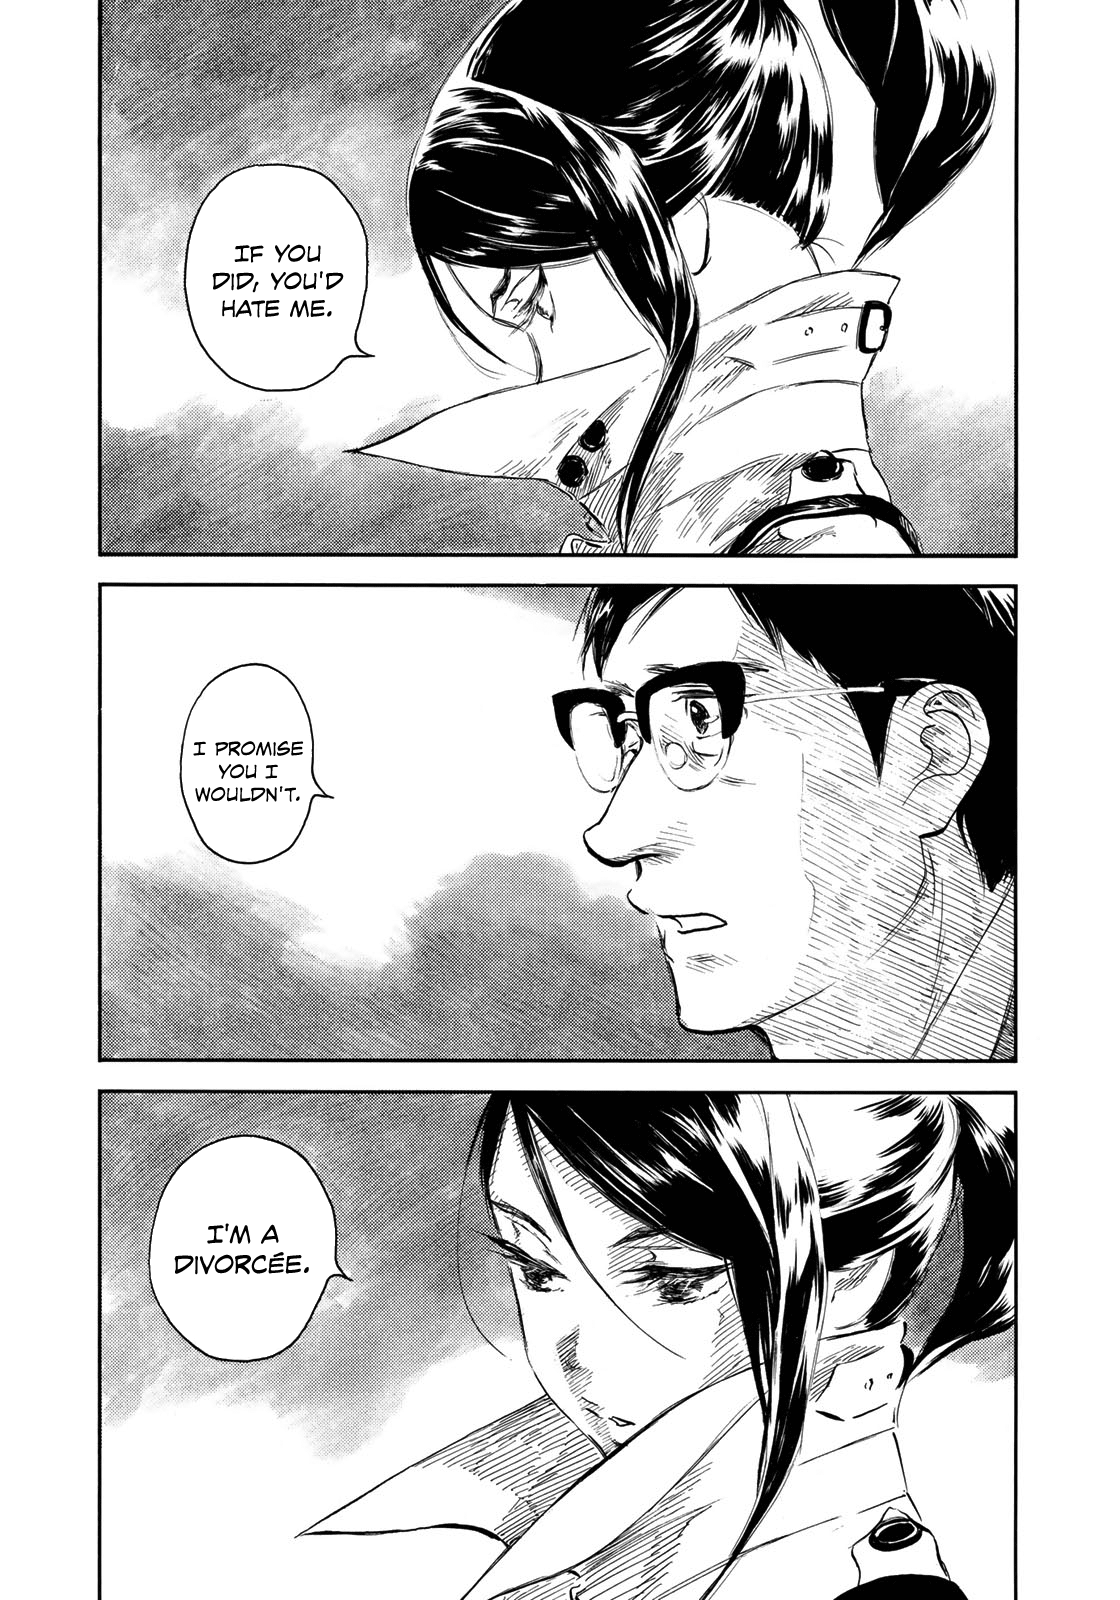 IF YOU
DID, YOU'D
HATE ME.
I PROMISE
YOU I
WOULDN'T.
I'M A
DIVORCÉE.